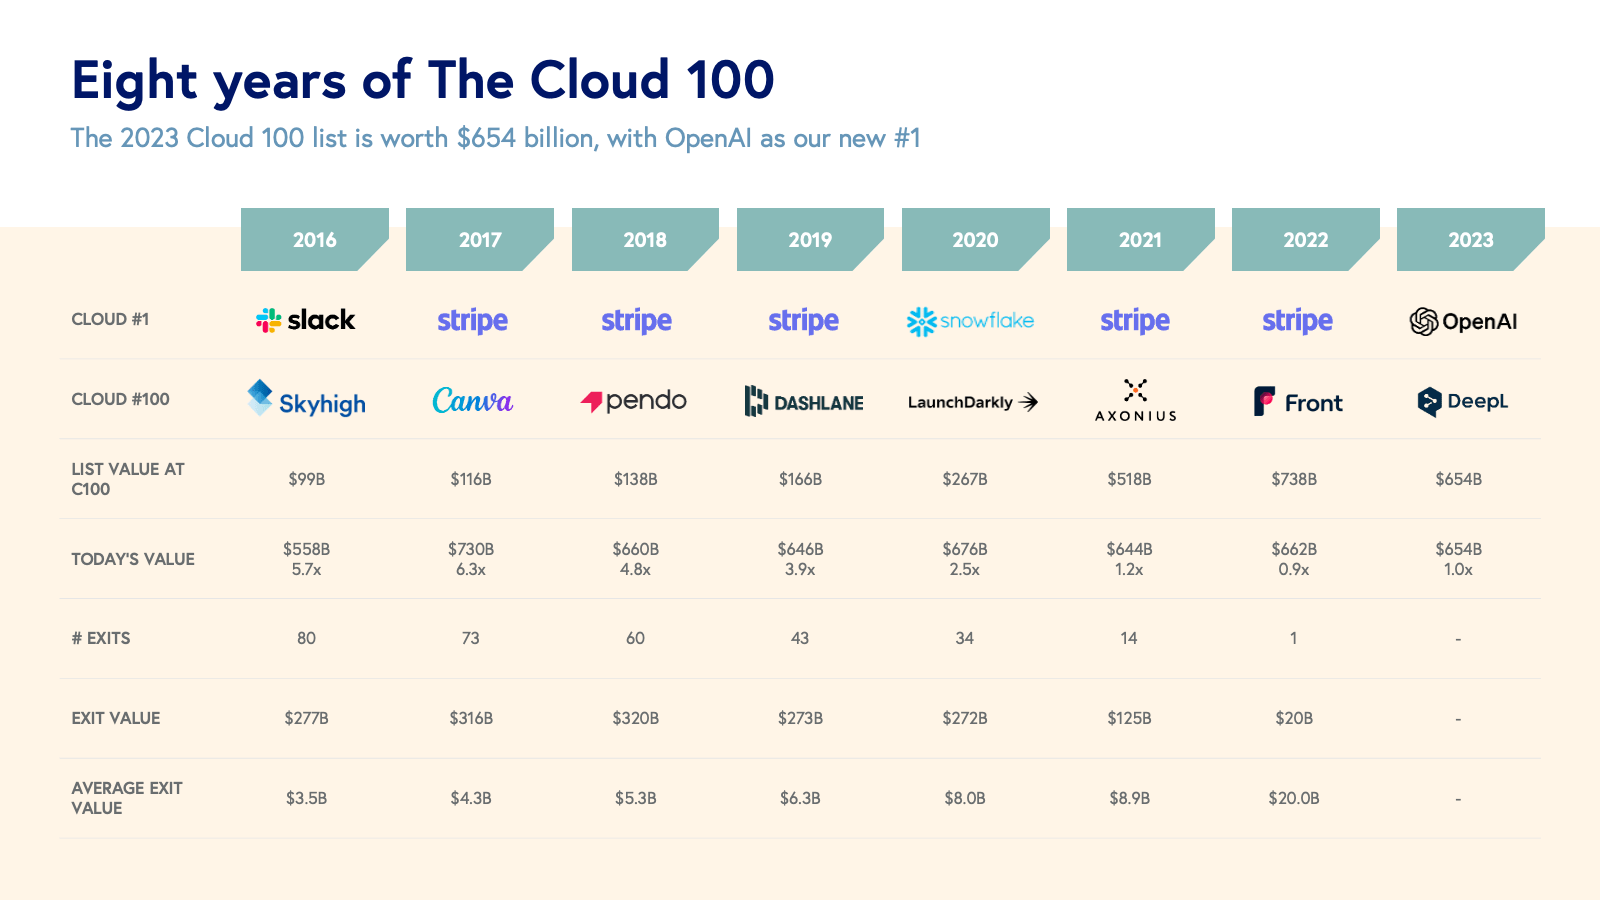 Eight years of The Cloud 100
The 2023 Cloud 100 list is worth $654 billion, with OpenAI as our new #1
2016 2017 2018 2019 2020 2021 2022 2023
CLOUD #1 slack stripe stripe stripe snowflake stripe stripe OpenAI
CLOUD #100 Skyhigh Canva pendo DASHLANE LaunchDarkly AXONIUS Front DeepL
LIST VALUE AT
C100 $99B $116B $138B $166B $267B $518B $738B $654B
TODAY'S VALUE $558B $730B $660B $646B $676B $644B $662B $654B
5.7x 6.3x 4.8x 3.9x 2.5x 1.2x 0.9x 1.0x
# EXITS 80 73 60 43 34 14 1 -
EXIT VALUE $277B $316B $320B $273B $272B $125B $20B -
AVERAGE EXIT
VALUE $3.5B $4.3B $5.3B $6.3B $8.0B $8.9B $20.0B -